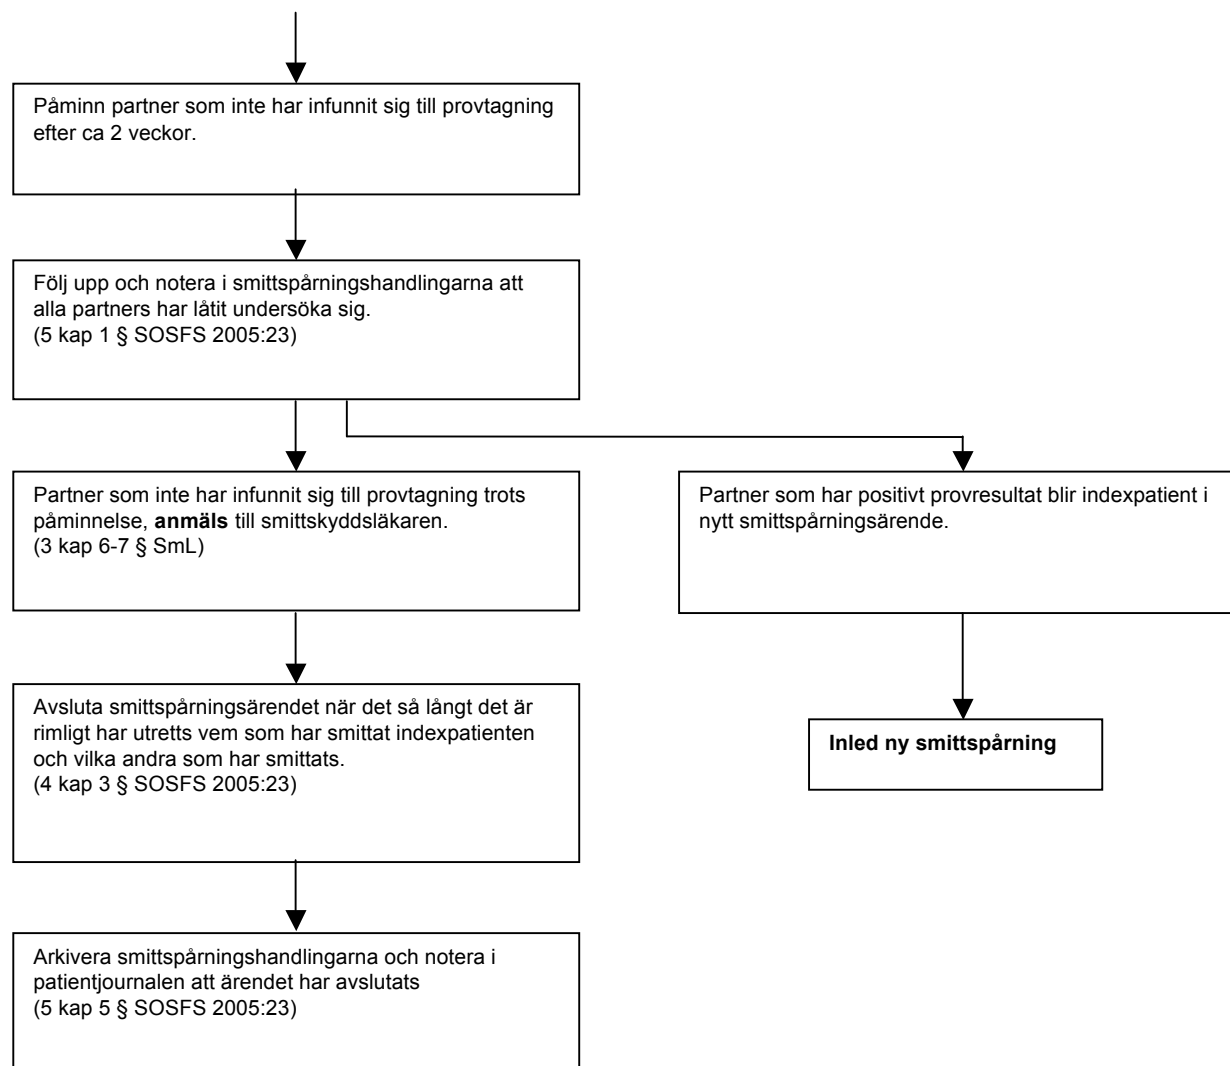 Påminn partner som inte har infunnit sig till provtagning
efter ca 2 veckor.
Följ upp och notera i smittspårningshandlingarna att
alla partners har låtit undersöka sig.
(5 kap 1 § SOSFS 2005:23)
Partner som inte har infunnit sig till provtagning trots
påminnelse, anmäls till smittskyddsläkaren.
(3 kap 6-7 § SmL)
Partner som har positivt provresultat blir indexpatient i
nytt smittspårningsärende.
Avsluta smittspårningsärendet när det så långt det är
rimligt har utretts vem som har smittat indexpatienten
och vilka andra som har smittats.
(4 kap 3 § SOSFS 2005:23)
Inled ny smittspårning
Arkivera smittspårningshandlingarna och notera i
patientjournalen att ärendet har avslutats
(5 kap 5 § SOSFS 2005:23)